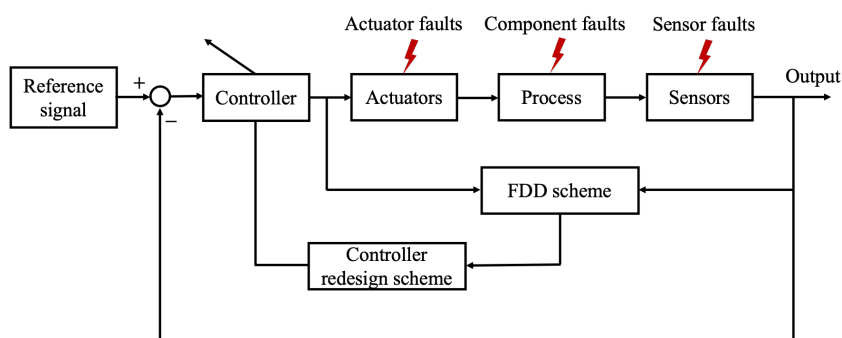 Actuator faults
Component faults
Sensor faults
Output
Reference
signal
+
−
Controller
Actuators
Process
Sensors
FDD scheme
Controller
redesign scheme